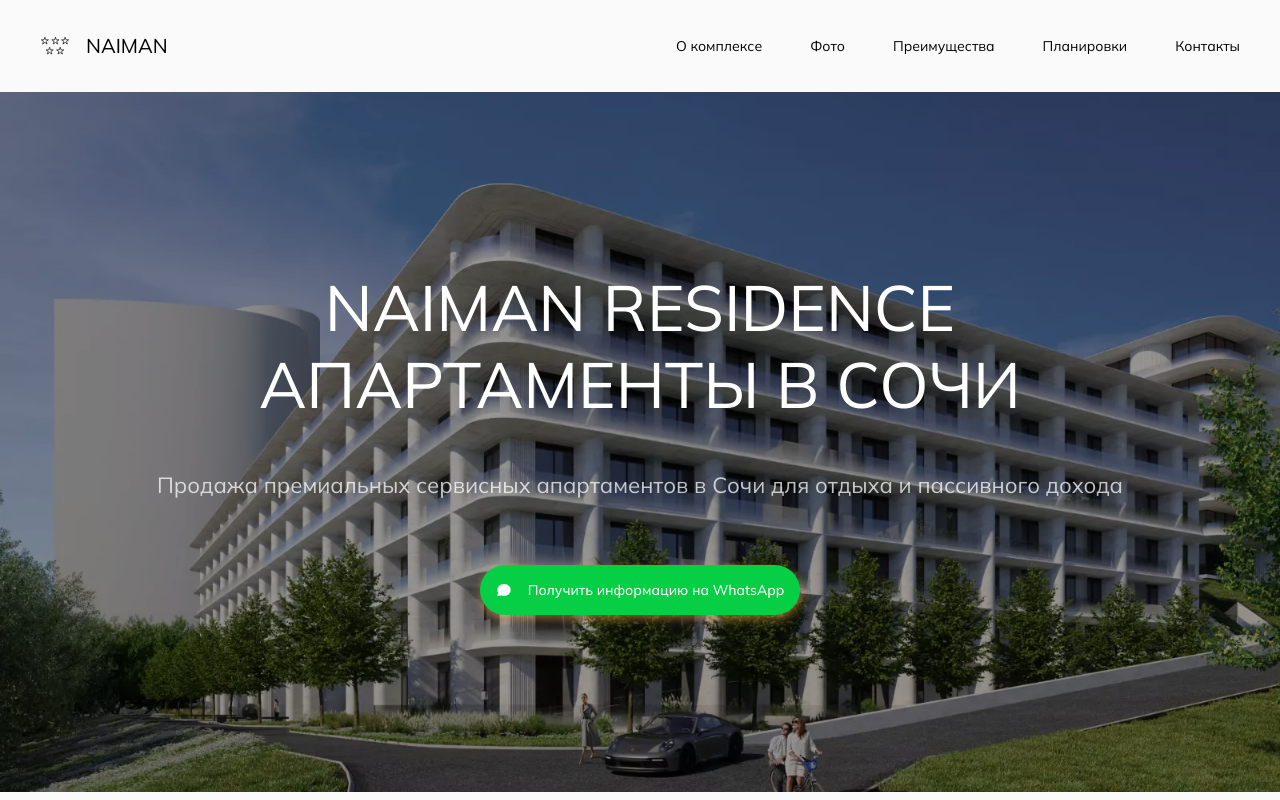 NAIMAN
О комплексе
Фото
Преимущества
Планировки
Контакты
NAIMAN RESIDENCE
АПАРТАМЕНТЫ В СОЧИ
Продажа премиальных сервисных апартаментов в Сочи для отдыха и пассивного дохода
Получить информацию на WhatsApp